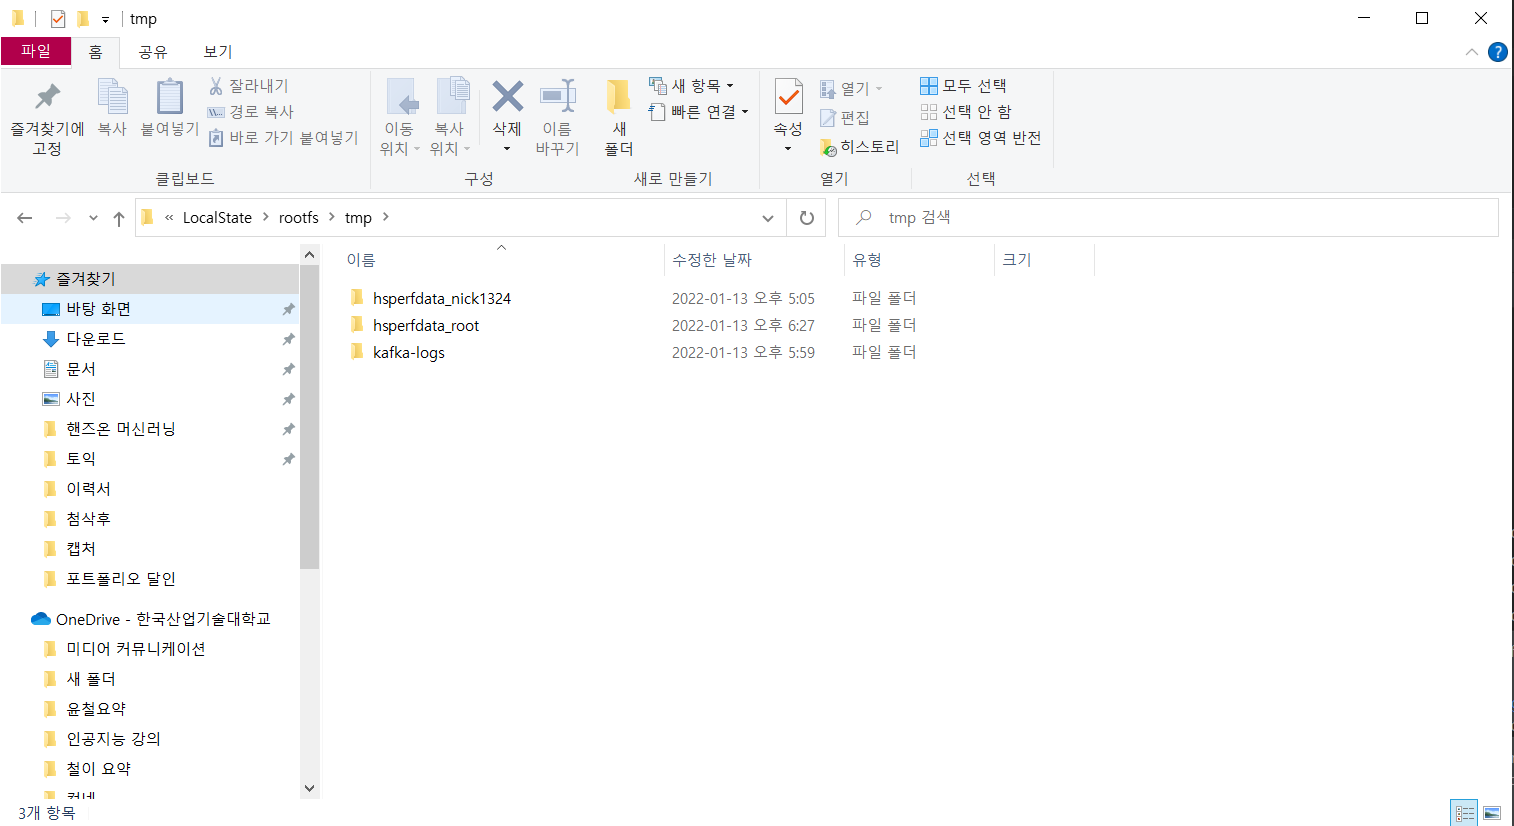 tmp
파일 홈 공유 보기
즐겨찾기에 고정
복사
붙여넣기
잘라내기
경로 복사
바로 가기 붙여넣기
클립보드
이동 위치
복사 위치
삭제
이름 바꾸기
구성
새 폴더
새 항목
빠른 연결
새로 만들기
속성
열기
편집
히스토리
열기
모두 선택
선택 안 함
선택 영역 반전
선택
« LocalState > rootfs > tmp >
tmp 검색
즐겨찾기
바탕 화면
다운로드
문서
사진
핸즈온 머신러닝
토익
이력서
첨삭후
캡처
포트폴리오 달인
OneDrive - 한국산업기술대학교
미디어 커뮤니케이션
새 폴더
윤철요약
인공지능 강의
철이 요약
이름 수정한 날짜 유형 크기
hsperfdata_nick1324 2022-01-13 오후 5:05 파일 폴더
hsperfdata_root 2022-01-13 오후 6:27 파일 폴더
kafka-logs 2022-01-13 오후 5:59 파일 폴더
3개 항목